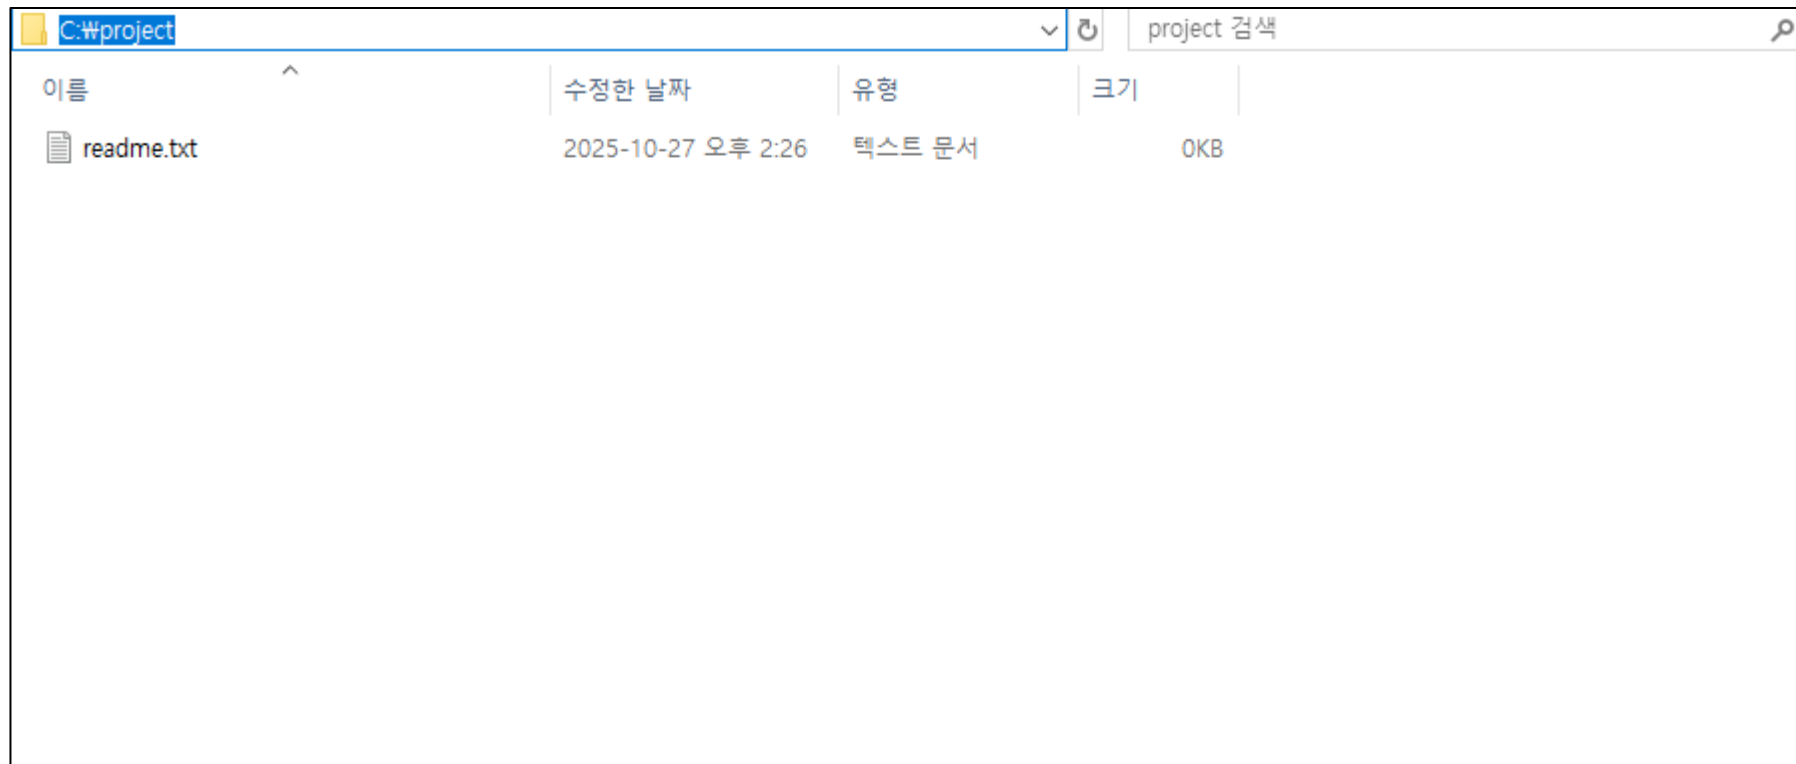 C:₩project project 검색
이름 수정한 날짜 유형 크기
readme.txt 2025-10-27 오후 2:26 텍스트 문서 0KB